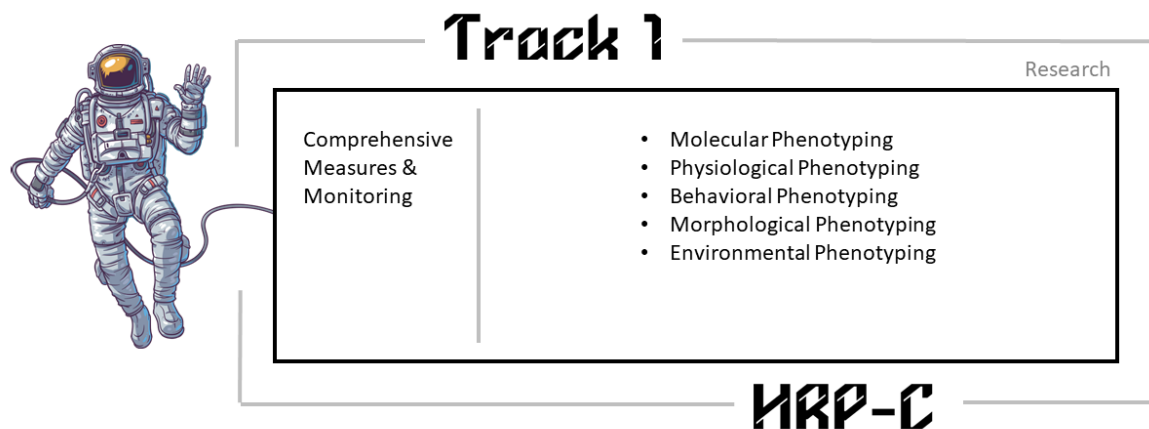 Track 1
Research
Comprehensive
Measures &
Monitoring
• Molecular Phenotyping
• Physiological Phenotyping
• Behavioral Phenotyping
• Morphological Phenotyping
• Environmental Phenotyping
HRP-C